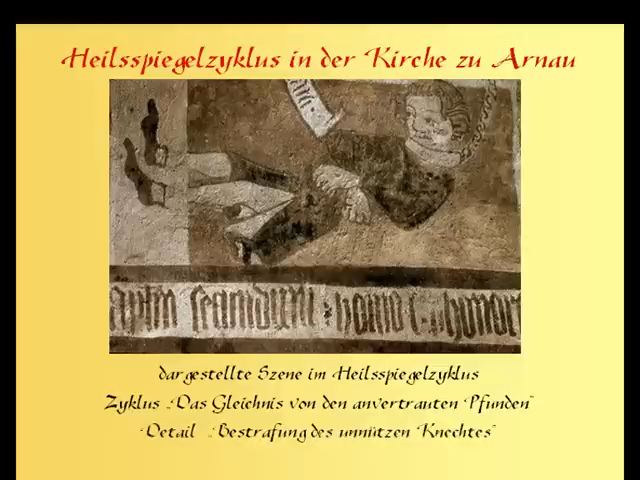 Heilsspiegelzyklus in der Kirche zu Arnau
homo
dargestellte Szene im Heilsspiegelzyklus
Zyklus „Das Gleichnis von den anvertrauten Pfunden“
Detail „Bestrafung des unnützen Knechtes“